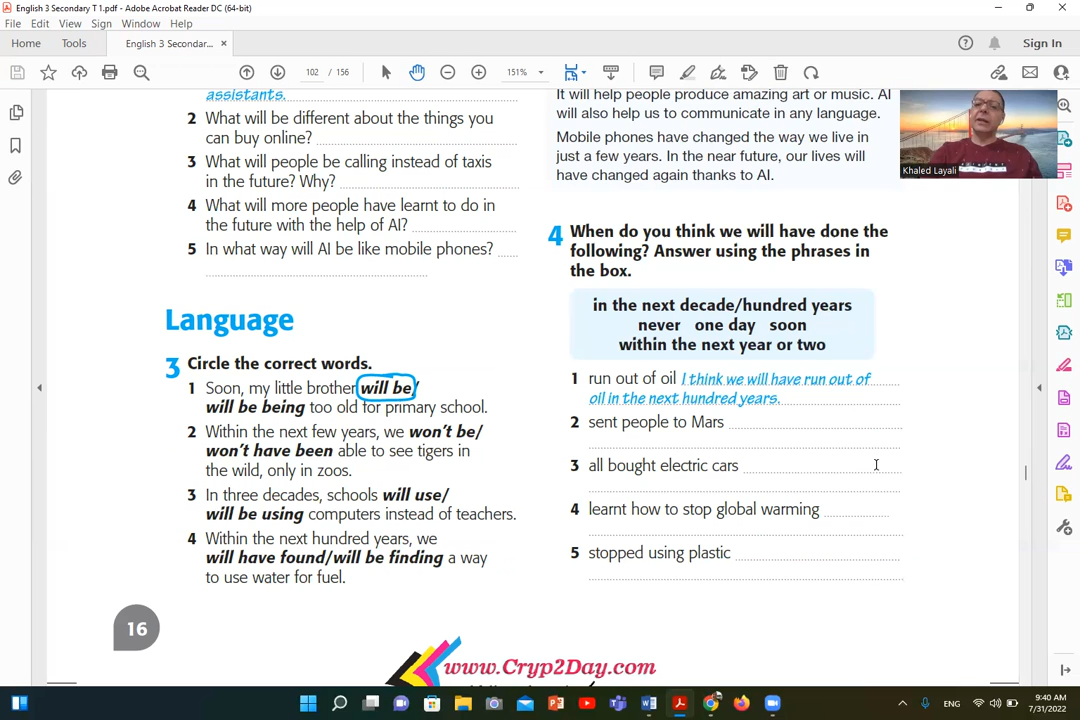 English 3 Secondary T 1.pdf - Adobe Acrobat Reader DC (64-bit)
File Edit View Sign Window Help
Home Tools English 3 Secondar... × Sign In
102 / 156 151%
assistants.
2 What will be different about the things you
can buy online?
3 What will people be calling instead of taxis
in the future? Why?
4 What will more people have learnt to do in
the future with the help of AI?
5 In what way will AI be like mobile phones?
Language
3 Circle the correct words.
1 Soon, my little brother will be/
will be being too old for primary school.
2 Within the next few years, we won't be/
won't have been able to see tigers in
the wild, only in zoos.
3 In three decades, schools will use/
will be using computers instead of teachers.
4 Within the next hundred years, we
will have found/will be finding a way
to use water for fuel.
16
It will help people produce amazing art or music. AI
will also help us to communicate in any language.
Mobile phones have changed the way we live in
just a few years. In the near future, our lives will
have changed again thanks to AI.
Khaled Layali
4 When do you think we will have done the
following? Answer using the phrases in
the box.
in the next decade/hundred years
never one day soon
within the next year or two
1 run out of oil I think we will have run out of
oil in the next hundred years.
2 sent people to Mars
3 all bought electric cars
4 learnt how to stop global warming
5 stopped using plastic
www.Cryp2Day.com
ENG
9:40 AM
7/31/2022